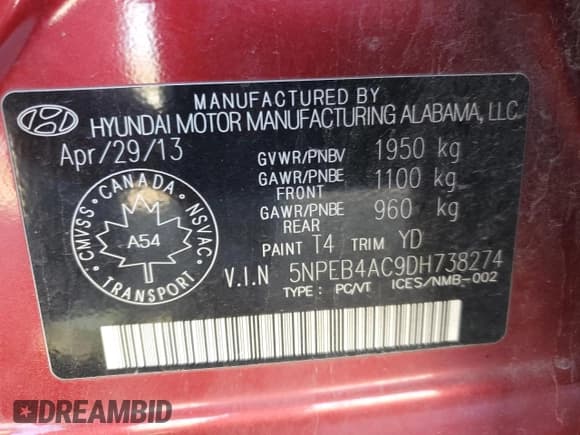 MANUFACTURED BY
HYUNDAI MOTOR MANUFACTURING ALABAMA, LLC
Apr/29/13
GVWR/PNBV 1950 kg
GAWR/PNBE FRONT 1100 kg
GAWR/PNBE REAR 960 kg
PAINT T4 TRIM YD
V.I.N 5NPEB4AC9DH738274
TYPE : PC/VT ICES/NMB-002
CANADA
CMVSS
NSVAC
A54
TRANSPORT
DREAMBID